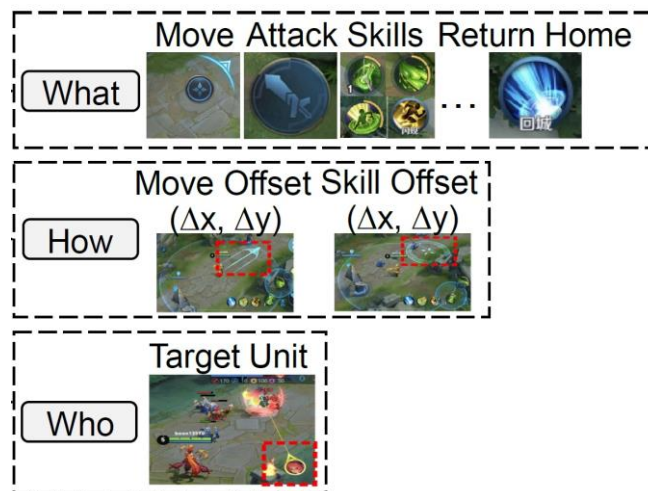 Move Attack Skills Return Home
What
1
...
回城
Move Offset Skill Offset
(Δx, Δy) (Δx, Δy)
How
Target Unit
Who